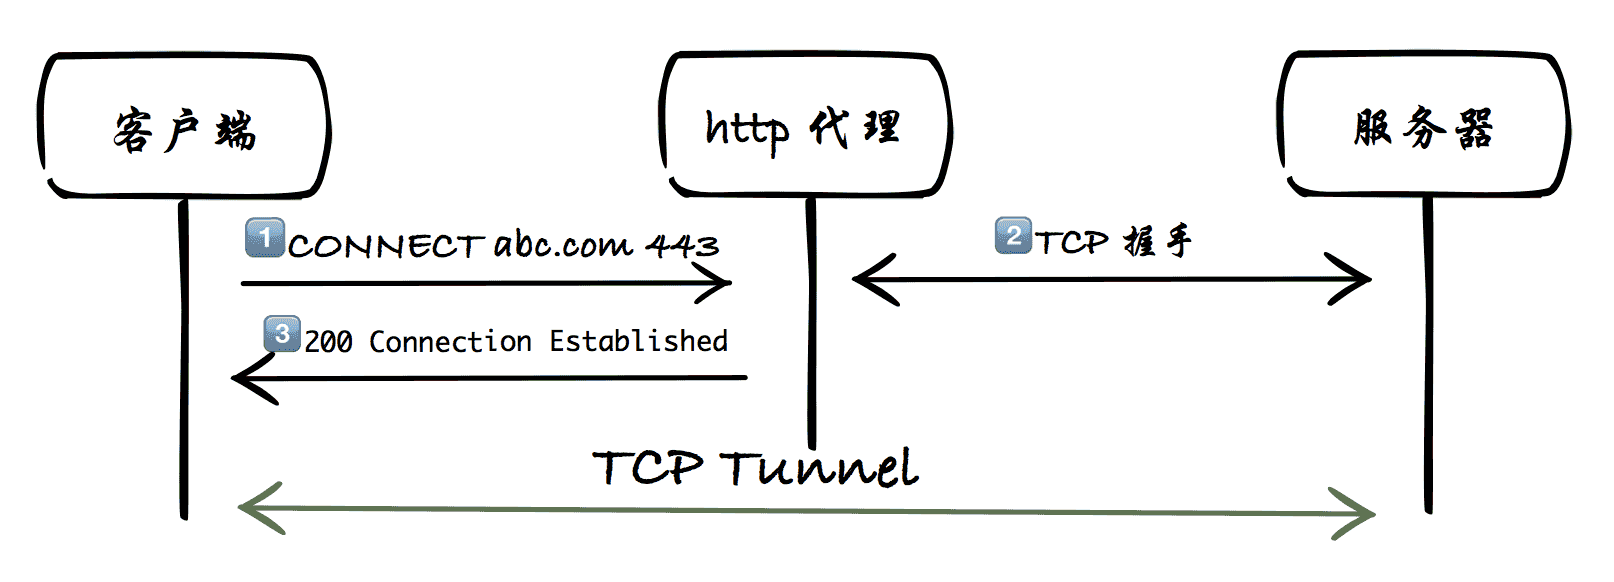 客户端
http 代理
服务器
1 CONNECT abc.com 443
2 TCP 握手
3 200 Connection Established
TCP Tunnel